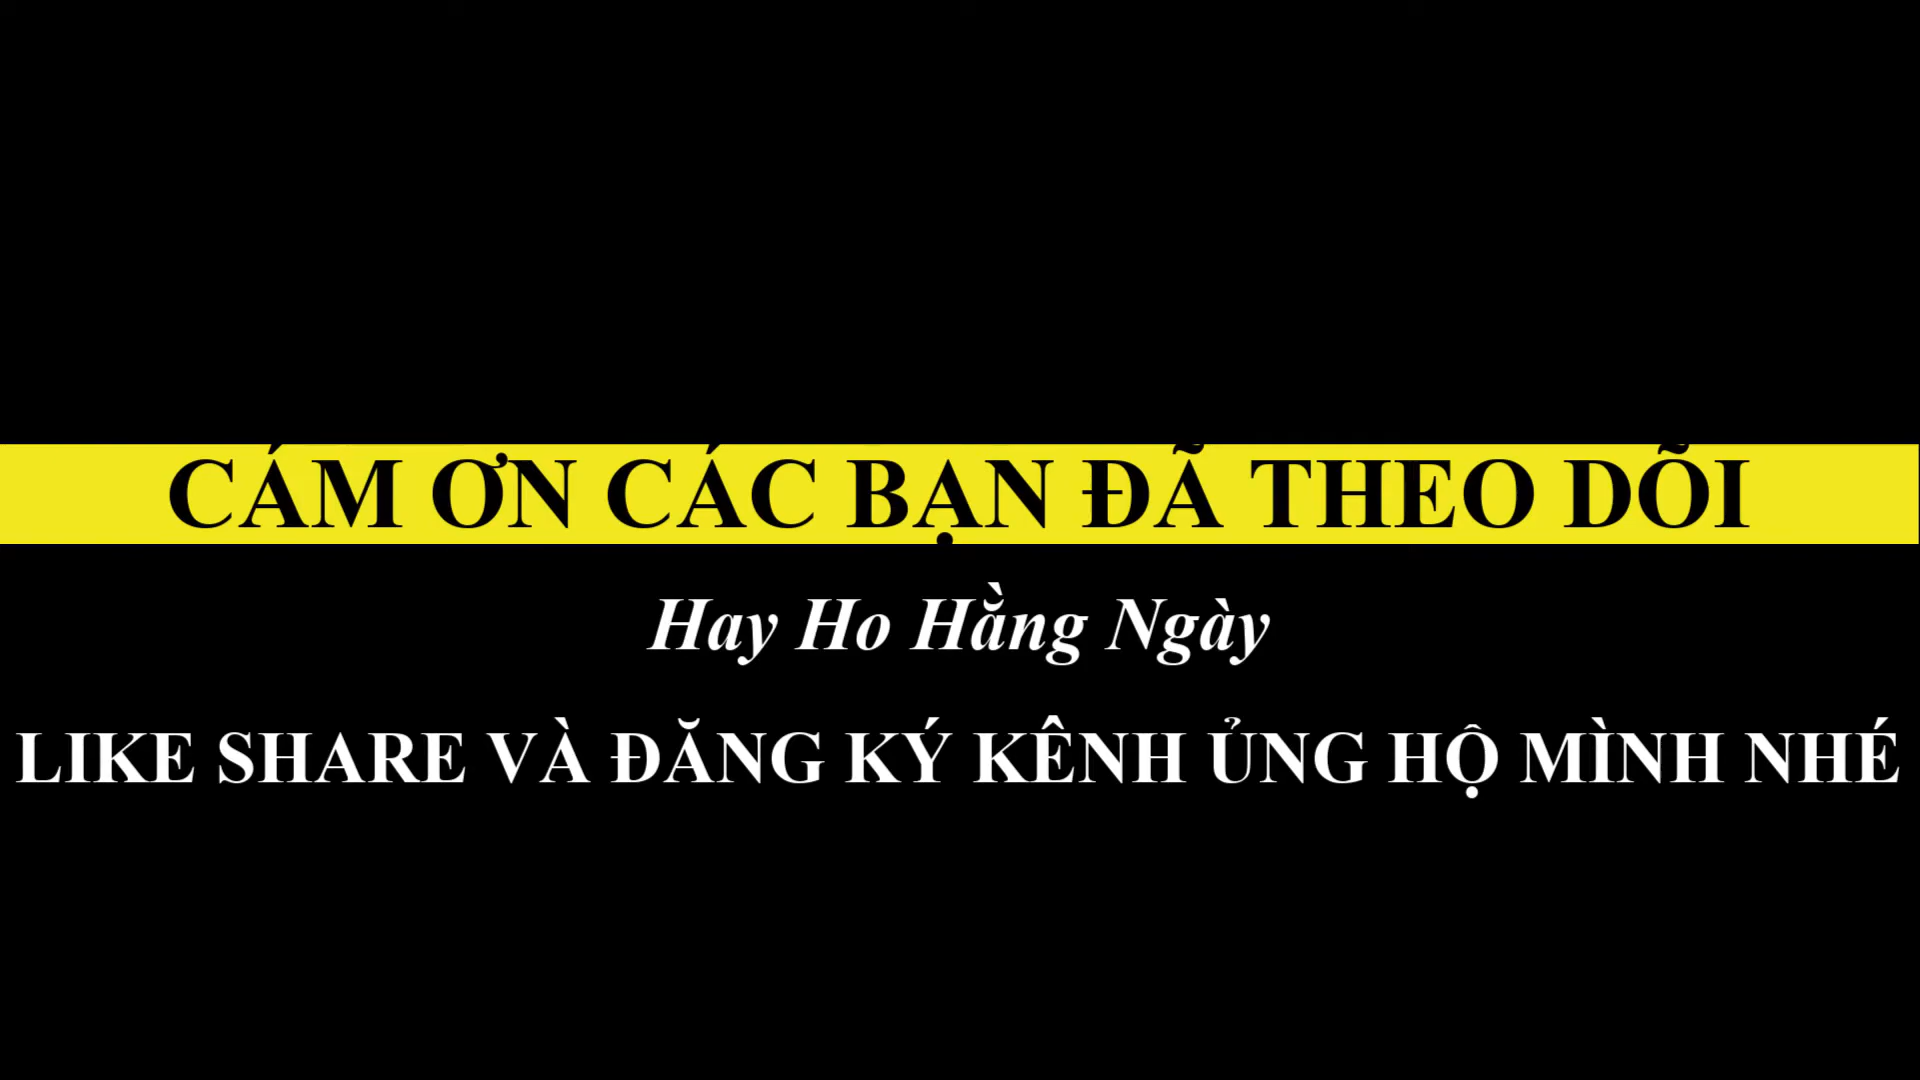 CÁM ƠN CÁC BẠN ĐÃ THEO DÕI
Hay Ho Hằng Ngày
LIKE SHARE VÀ ĐĂNG KÝ KÊNH ỦNG HỘ MÌNH NHÉ